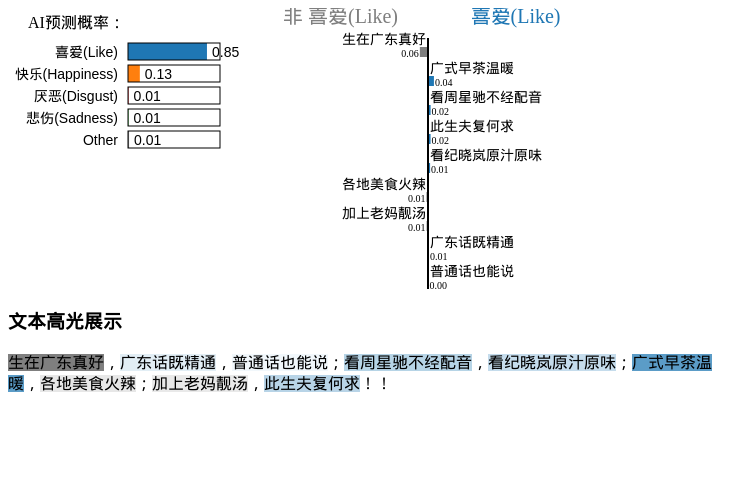 AI预测概率：
喜爱(Like) 0.85
快乐(Happiness) 0.13
厌恶(Disgust) 0.01
悲伤(Sadness) 0.01
Other 0.01
非 喜爱(Like) 喜爱(Like)
生在广东真好
0.06
广式早茶温暖
0.04
看周星驰不经配音
0.02
此生夫复何求
0.02
看纪晓岚原汁原味
0.01
各地美食火辣
0.01
加上老妈靓汤
0.01
广东话既精通
0.01
普通话也能说
0.00
文本高光展示
生在广东真好，广东话既精通，普通话也能说；看周星驰不经配音，看纪晓岚原汁原味；广式早茶温
暖，各地美食火辣；加上老妈靓汤，此生夫复何求！！